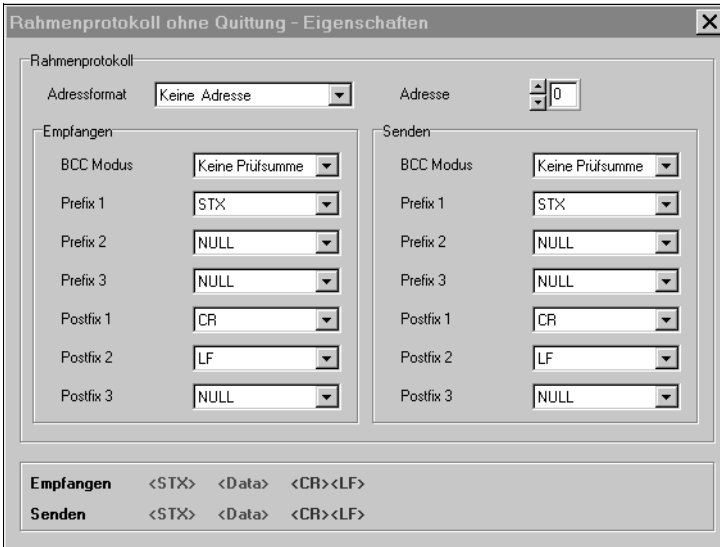 Rahmenprotokoll ohne Quittung - Eigenschaften
Rahmenprotokoll
Adressformat Keine Adresse Adresse 0
Empfangen Senden
BCC Modus Keine Prüfsumme BCC Modus Keine Prüfsumme
Prefix 1 STX Prefix 1 STX
Prefix 2 NULL Prefix 2 NULL
Prefix 3 NULL Prefix 3 NULL
Postfix 1 CR Postfix 1 CR
Postfix 2 LF Postfix 2 LF
Postfix 3 NULL Postfix 3 NULL
Empfangen <STX> <Data> <CR><LF>
Senden <STX> <Data> <CR><LF>